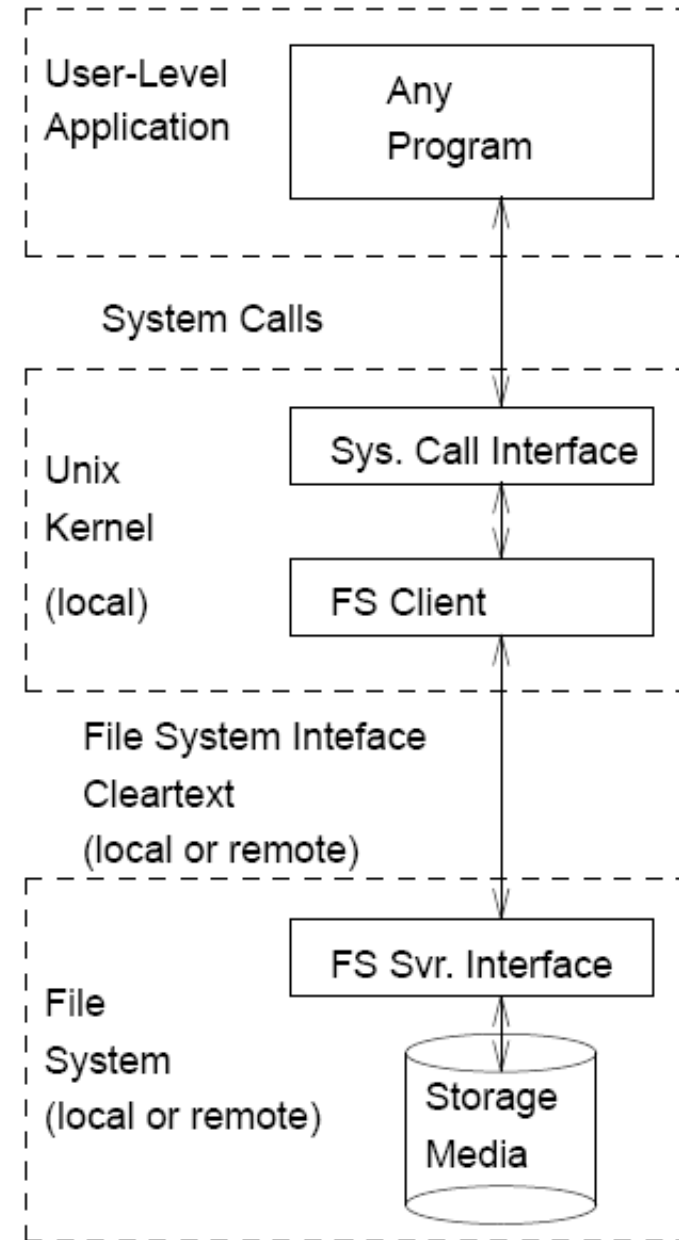 User-Level
Application
Any
Program
System Calls
Unix
Kernel
(local)
Sys. Call Interface
FS Client
File System Inteface
Cleartext
(local or remote)
File
System
(local or remote)
FS Svr. Interface
Storage
Media